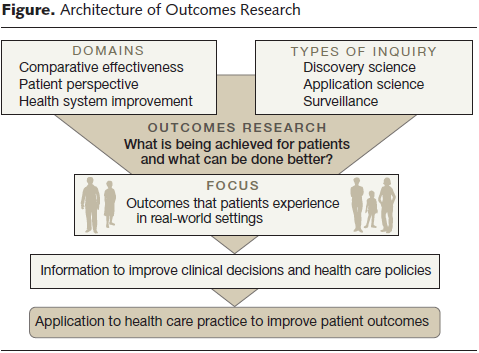 Figure. Architecture of Outcomes Research
DOMAINS
Comparative effectiveness
Patient perspective
Health system improvement
TYPES OF INQUIRY
Discovery science
Application science
Surveillance
OUTCOMES RESEARCH
What is being achieved for patients
and what can be done better?
FOCUS
Outcomes that patients experience
in real-world settings
Information to improve clinical decisions and health care policies
Application to health care practice to improve patient outcomes